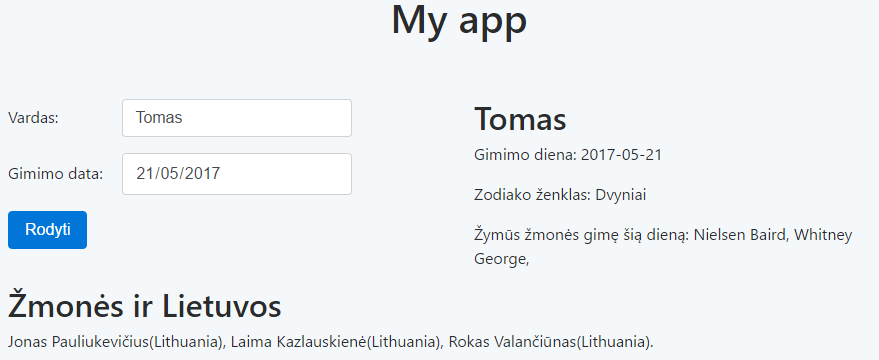 My app
Vardas:
Tomas
Gimimo data:
21/05/2017
Rodyti
Tomas
Gimimo diena: 2017-05-21
Zodiako ženklas: Dvyniai
Žymūs žmonės gimę šią dieną: Nielsen Baird, Whitney
George,
Žmonės ir Lietuvos
Jonas Pauliukevičius(Lithuania), Laima Kazlauskienė(Lithuania), Rokas Valančiūnas(Lithuania).